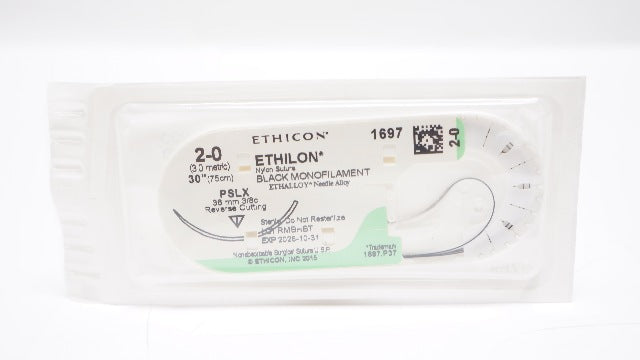 ETHICON*
1697
2-0
2-0
(3.0 metric)
30" (75cm)
ETHILON*
Nylon Suture
BLACK MONOFILAMENT
ETHALLOY* Needle Alloy
PSLX
36 mm 3/8c
Reverse Cutting
Sterile Do Not Resterilize
EXP 2026-10-31
*Nonabsorbable Surgical Suture U.S.P.
© ETHICON, INC 2015
*Trademark
1697.P37